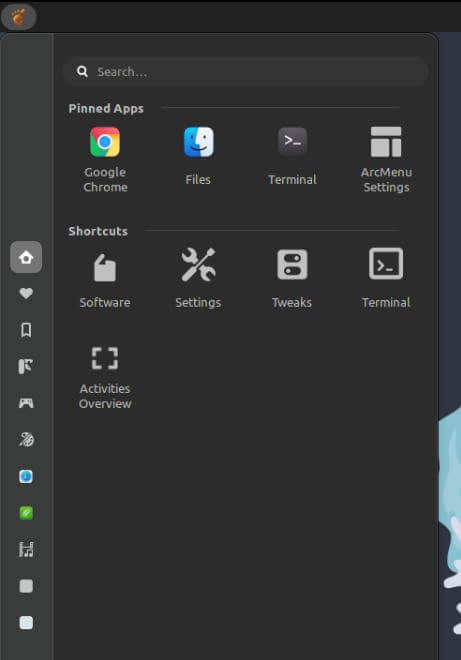 Search...
Pinned Apps
Google Chrome
Files
Terminal
ArcMenu Settings
Shortcuts
Software
Settings
Tweaks
Terminal
Activities Overview